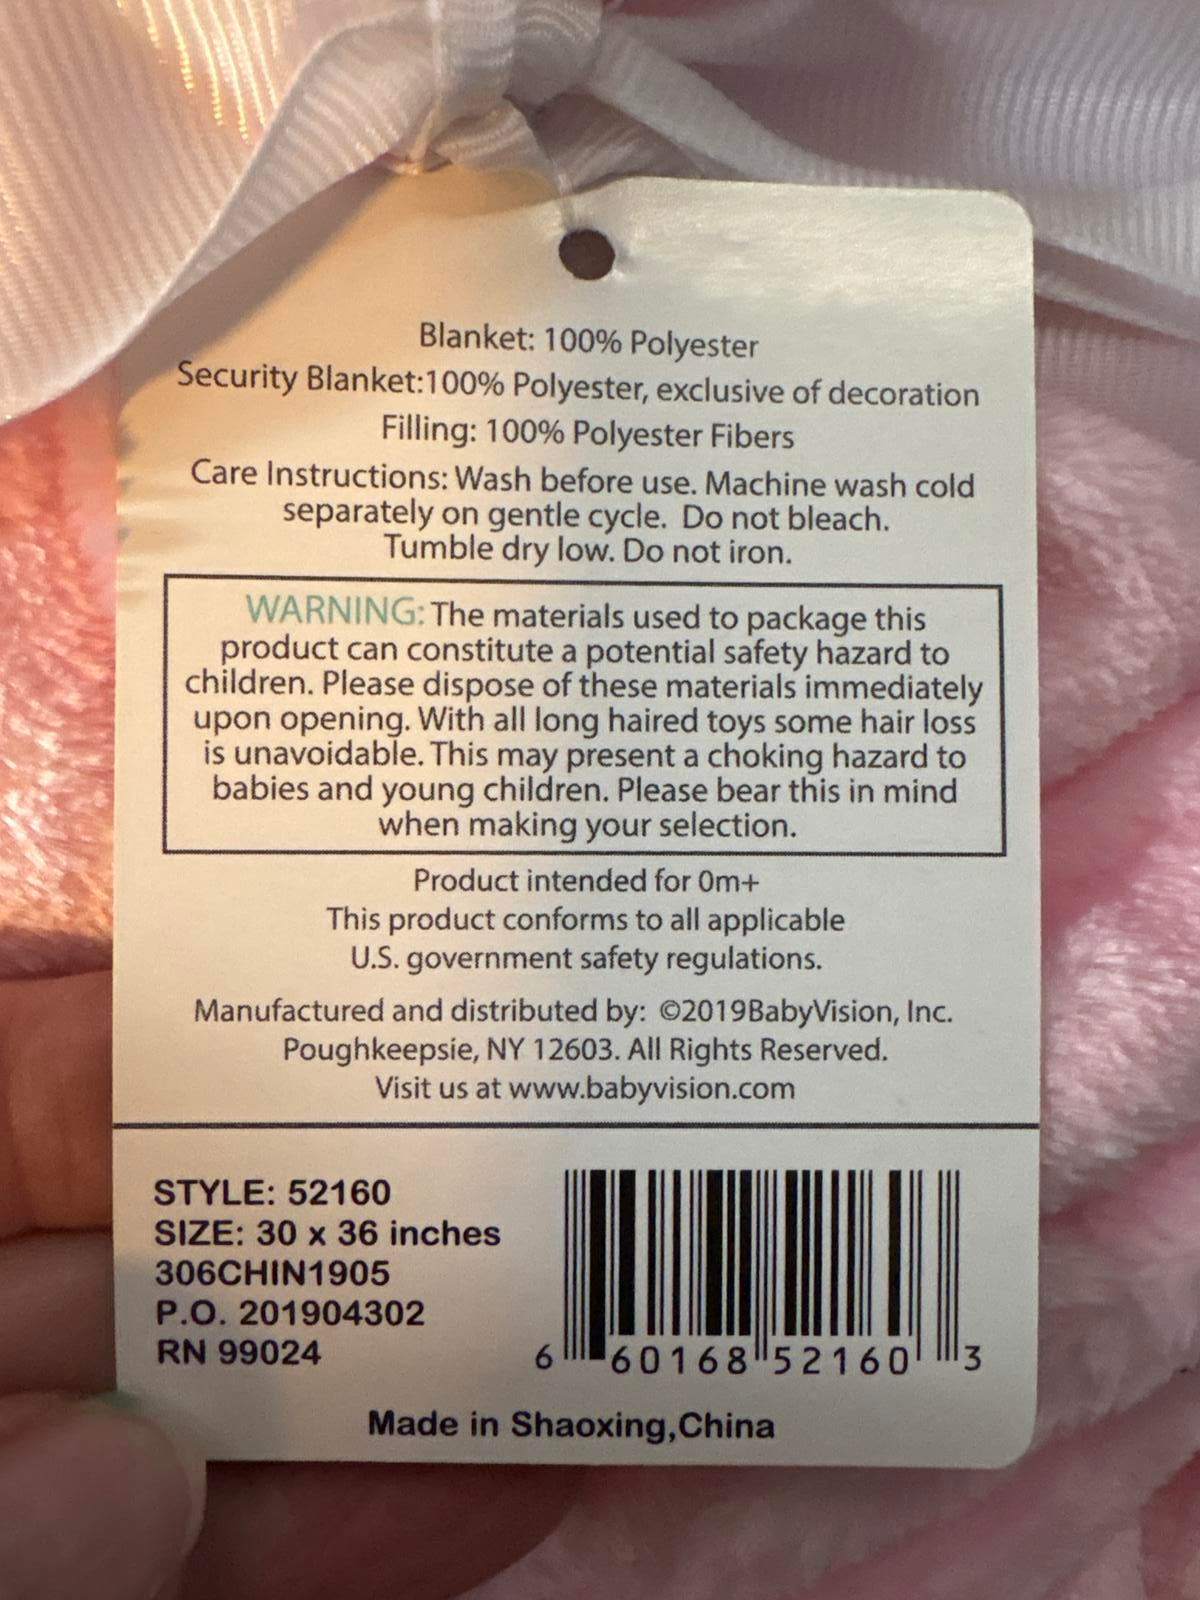 Blanket: 100% Polyester
Security Blanket:100% Polyester, exclusive of decoration
Filling: 100% Polyester Fibers
Care Instructions: Wash before use. Machine wash cold
separately on gentle cycle. Do not bleach.
Tumble dry low. Do not iron.
WARNING: The materials used to package this
product can constitute a potential safety hazard to
children. Please dispose of these materials immediately
upon opening. With all long haired toys some hair loss
is unavoidable. This may present a choking hazard to
babies and young children. Please bear this in mind
when making your selection.
Product intended for 0m+
This product conforms to all applicable
U.S. government safety regulations.
Manufactured and distributed by: ©2019BabyVision, Inc.
Poughkeepsie, NY 12603. All Rights Reserved.
Visit us at www.babyvision.com
STYLE: 52160
SIZE: 30 x 36 inches
306CHIN1905
P.O. 201904302
RN 99024
6 60168 52160 3
Made in Shaoxing,China